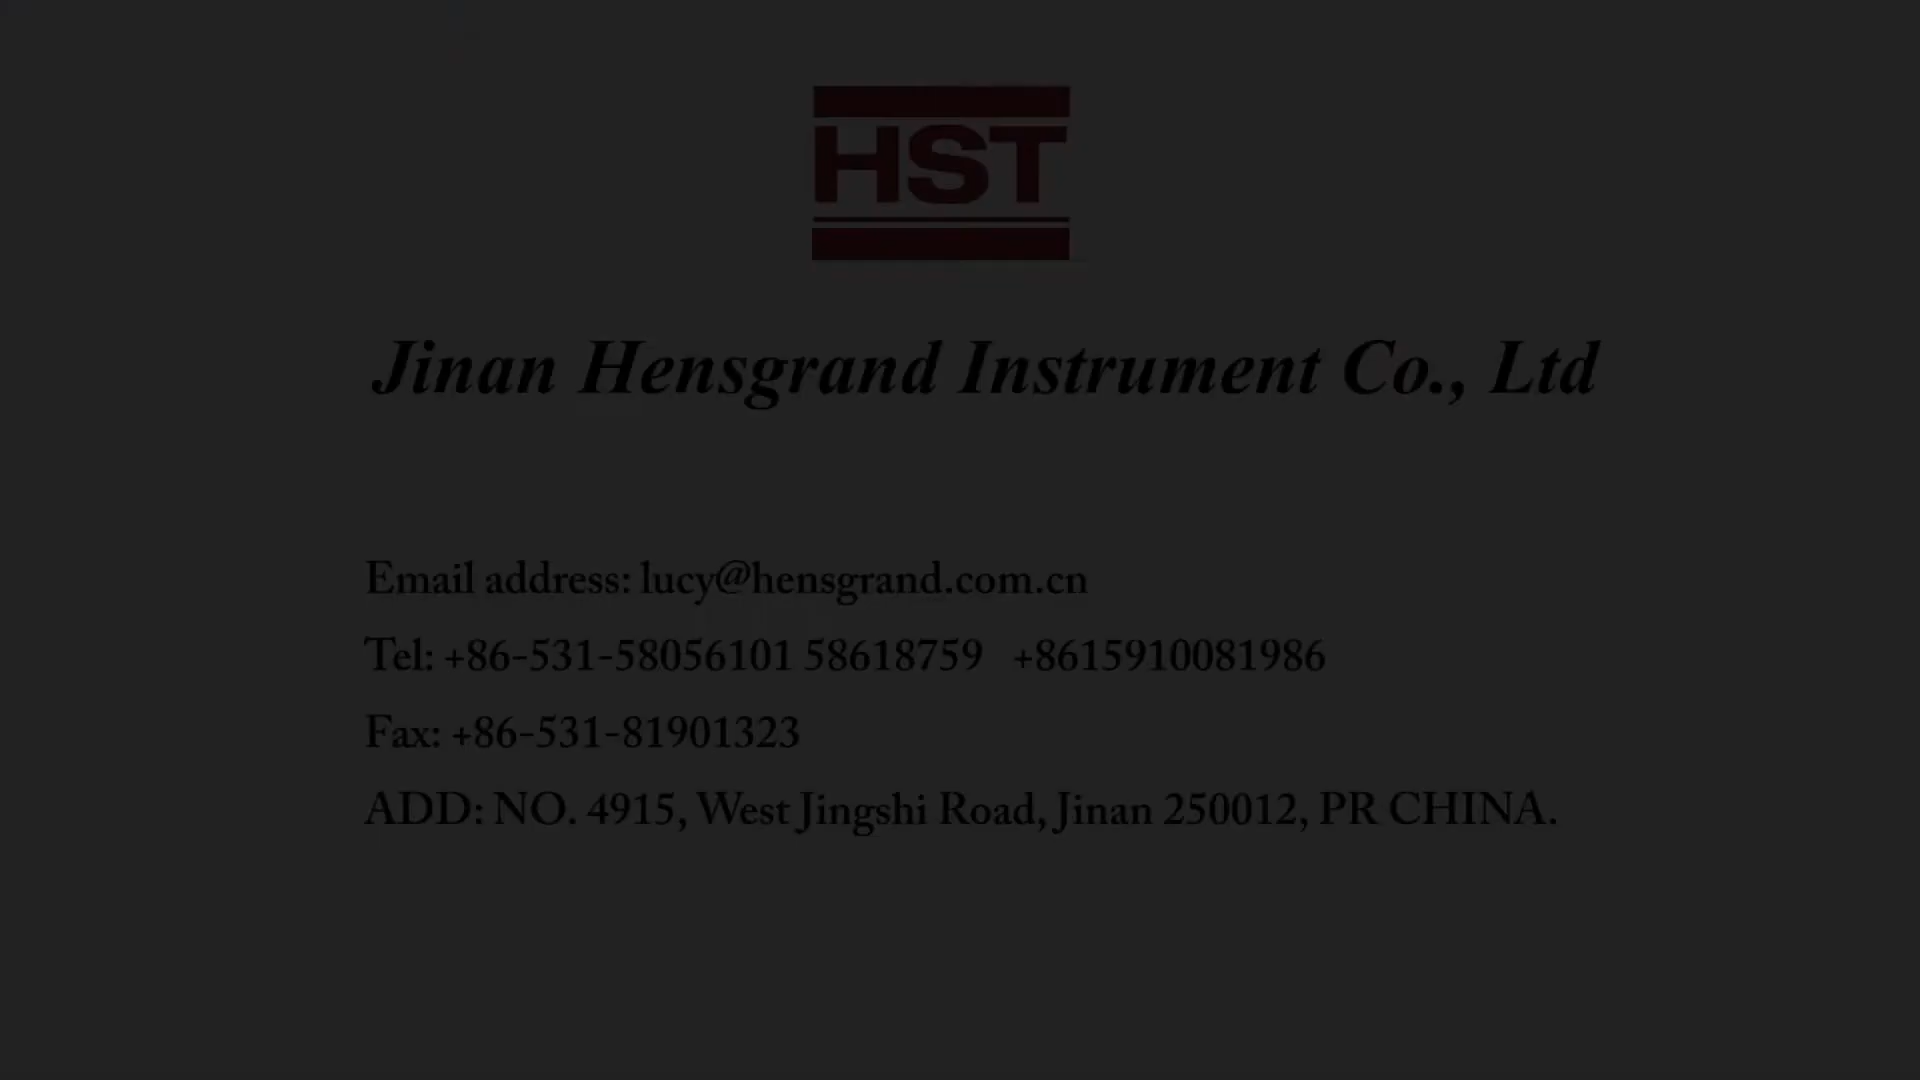 HST
Jinan Hensgrand Instrument Co., Ltd
Email address: lucy@hensgrand.com.cn
Tel: +86-531-58056101 58618759 +8615910081986
Fax: +86-531-81901323
ADD: NO. 4915, West Jingshi Road, Jinan 250012, PR CHINA.